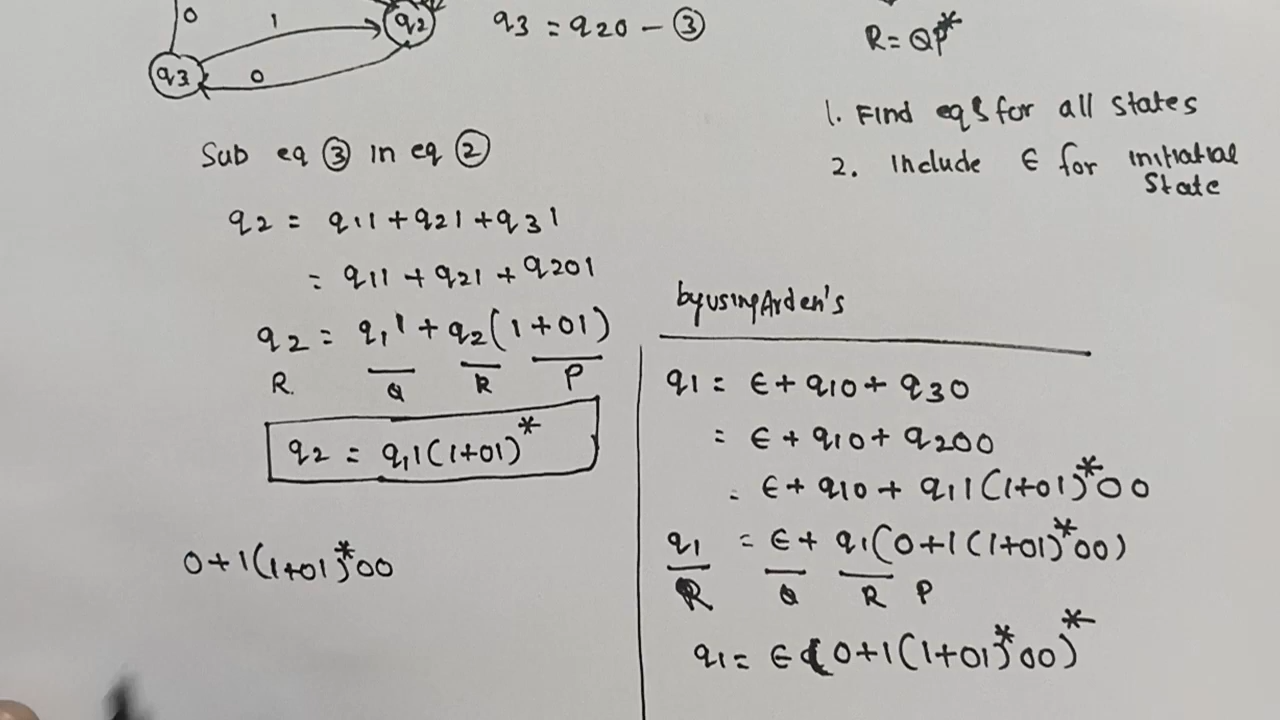 0
1
q2
q3
0
q3 = q20 - ③
R = QP*
1. Find eqs for all states
2. Include ∈ for initiatial
State
Sub eq ③ in eq ②
q2 = q11 + q21 + q31
= q11 + q21 + q201
q2 = q11 + q2(1+01)
R. Q R P
q2 = q11(1+01)*
0+1(1+01)*00
by using Arden's
q1 = ∈ + q10 + q30
= ∈ + q10 + q200
= ∈ + q10 + q11(1+01)*00
q1 = ∈ + q1(0+1(1+01)*00)
R Q R P
q1 = ∈(0+1(1+01)*00)*